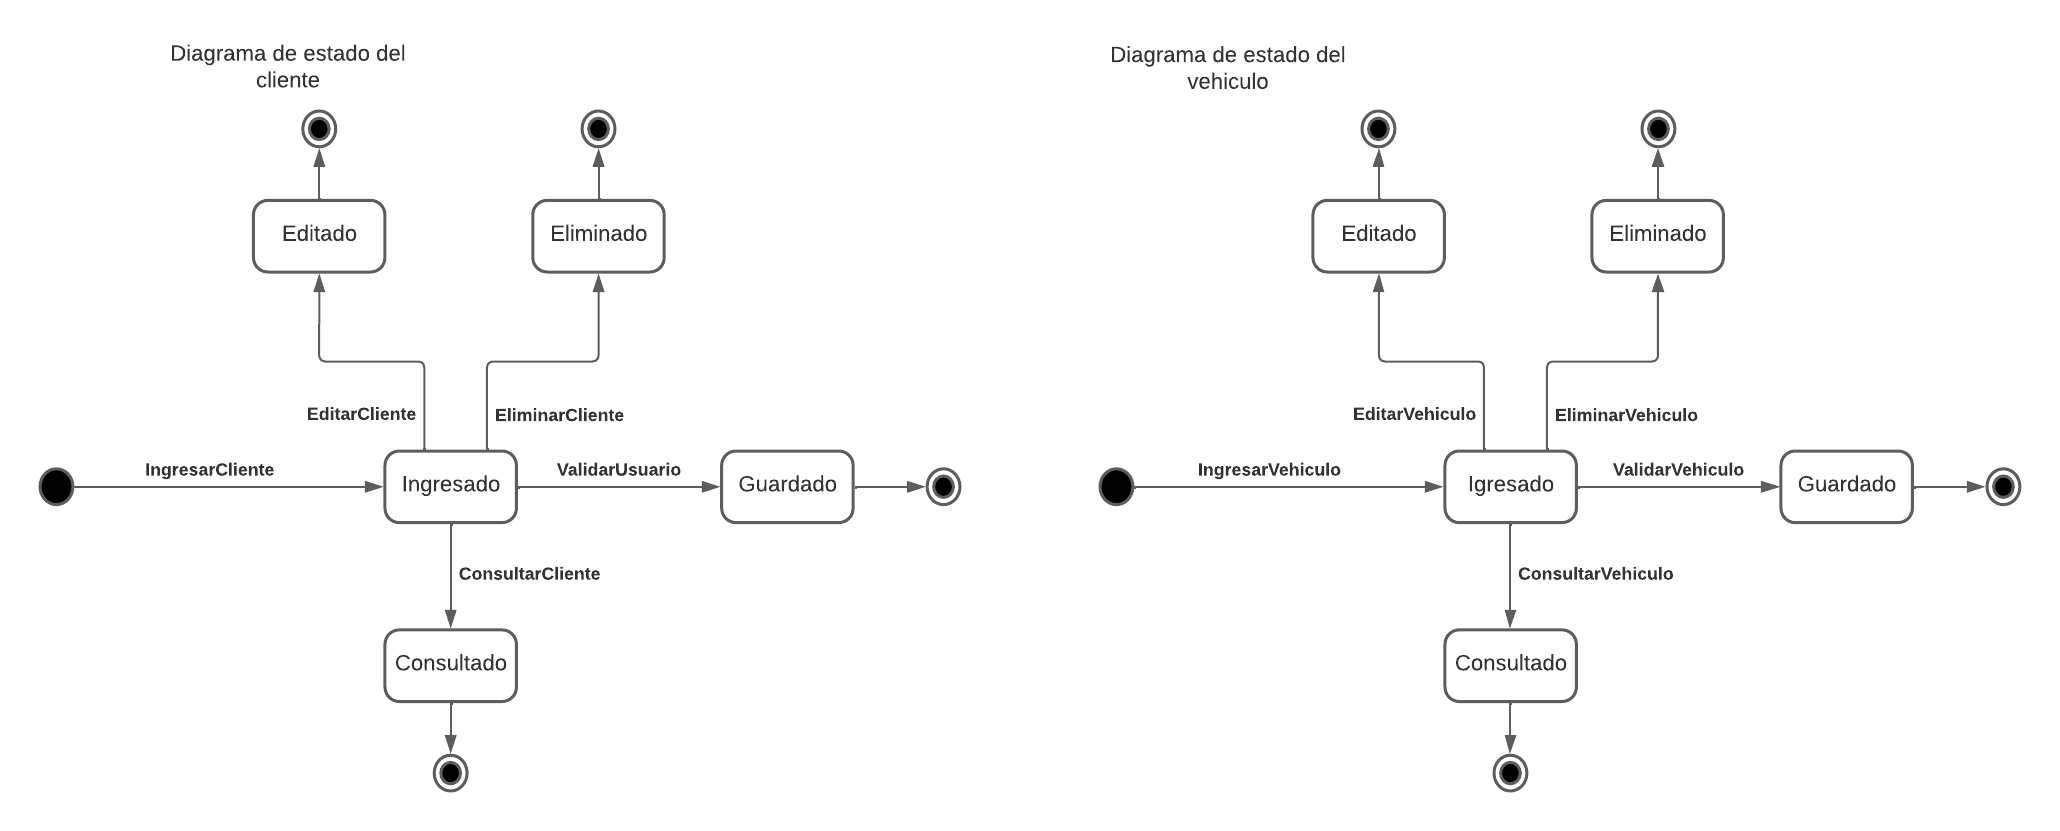 Diagrama de estado del
cliente
Editado
Eliminado
EditarCliente
EliminarCliente
IngresarCliente
Ingresado
ValidarUsuario
Guardado
ConsultarCliente
Consultado
Diagrama de estado del
vehiculo
Editado
Eliminado
EditarVehiculo
EliminarVehiculo
IngresarVehiculo
Igresado
ValidarVehiculo
Guardado
ConsultarVehiculo
Consultado